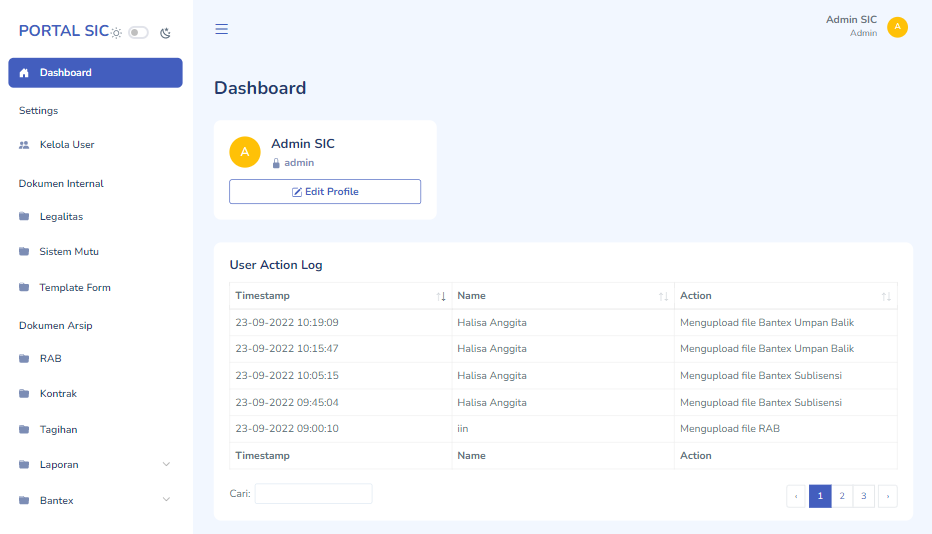 PORTAL SIC
Admin SIC
Admin
A
Dashboard
Settings
Kelola User
Dokumen Internal
Legalitas
Sistem Mutu
Template Form
Dokumen Arsip
RAB
Kontrak
Tagihan
Laporan
Bantex
Dashboard
A
Admin SIC
admin
Edit Profile
User Action Log
Timestamp Name Action
23-09-2022 10:19:09 Halisa Anggita Mengupload file Bantex Umpan Balik
23-09-2022 10:15:47 Halisa Anggita Mengupload file Bantex Umpan Balik
23-09-2022 10:05:15 Halisa Anggita Mengupload file Bantex Sublisensi
23-09-2022 09:45:04 Halisa Anggita Mengupload file Bantex Sublisensi
23-09-2022 09:00:10 iin Mengupload file RAB
Timestamp Name Action
Cari:
‹ 1 2 3 ›